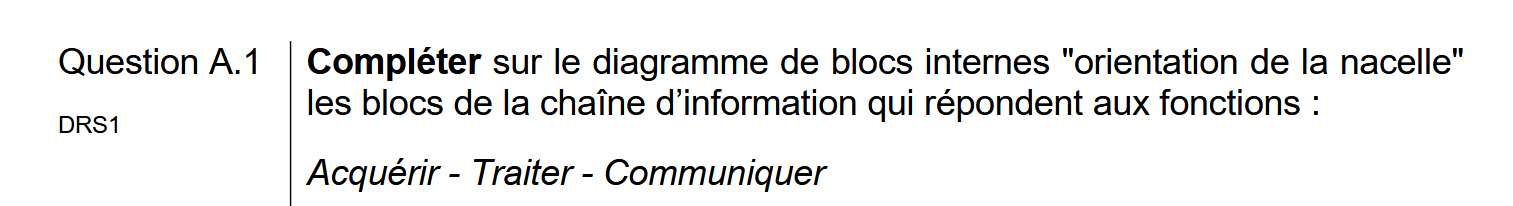 Question A.1
DRS1
Compléter sur le diagramme de blocs internes "orientation de la nacelle"
les blocs de la chaîne d’information qui répondent aux fonctions :
Acquérir - Traiter - Communiquer